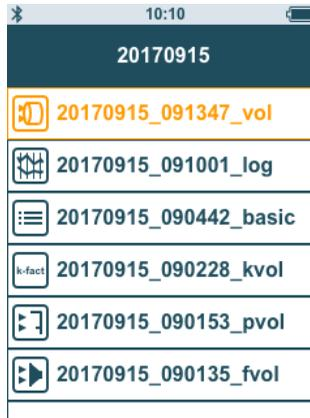 10:10
20170915
20170915_091347_vol
20170915_091001_log
20170915_090442_basic
k-fact 20170915_090228_kvol
20170915_090153_pvol
20170915_090135_fvol